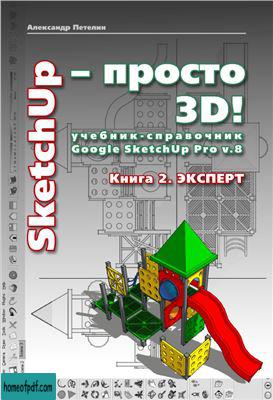 Александр Петелин
SketchUp
– просто
3D!
учебник-справочник
Google SketchUp Pro v.8
Книга 2. ЭКСПЕРТ
homeofpdf.com